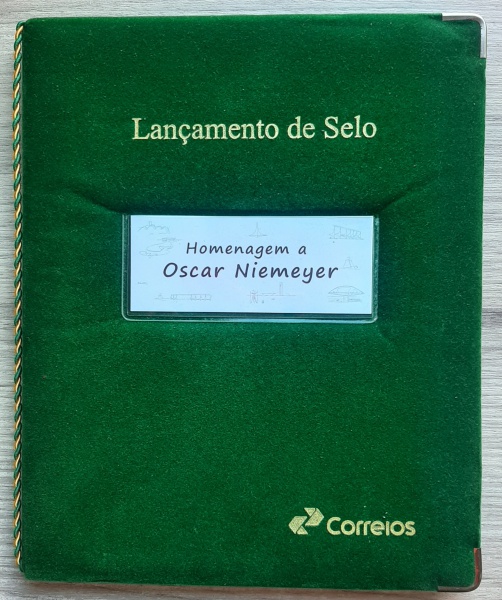 Lançamento de Selo
Homenagem a
Oscar Niemeyer
Correios